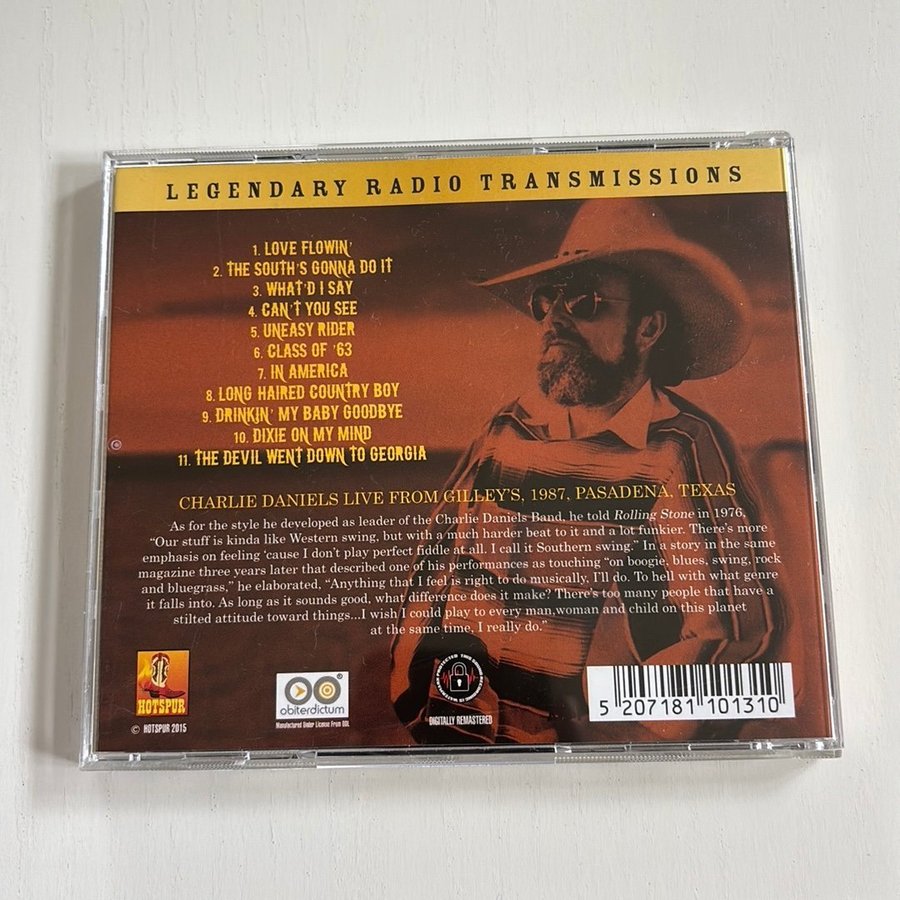 LEGENDARY RADIO TRANSMISSIONS
1. LOVE FLOWIN'
2. THE SOUTH'S GONNA DO IT
3. WHAT'D I SAY
4. CAN'T YOU SEE
5. UNEASY RIDER
6. CLASS OF '63
7. IN AMERICA
8. LONG HAIRED COUNTRY BOY
9. DRINKIN' MY BABY GOODBYE
10. DIXIE ON MY MIND
11. THE DEVIL WENT DOWN TO GEORGIA
CHARLIE DANIELS LIVE FROM GILLEY'S, 1987, PASADENA, TEXAS
As for the style he developed as leader of the Charlie Daniels Band, he told Rolling Stone in 1976,
“Our stuff is kinda like Western swing, but with a much harder beat to it and a lot funkier. There's more
emphasis on feeling 'cause I don't play perfect fiddle at all. I call it Southern swing.” In a story in the same
magazine three years later that described one of his performances as touching “on boogie, blues, swing, rock
and bluegrass,” he elaborated, “Anything that I feel is right to do musically, I'll do. To hell with what genre
it falls into. As long as it sounds good, what difference does it make? There's too many people that have a
stilted attitude toward things...I wish I could play to every man,woman and child on this planet
at the same time, I really do.”
HOTSPUR
© HOTSPUR 2015
obiterdictum
®
Manufactured Under License From ODL
DIGITALLY REMASTERED
5 207181 101310